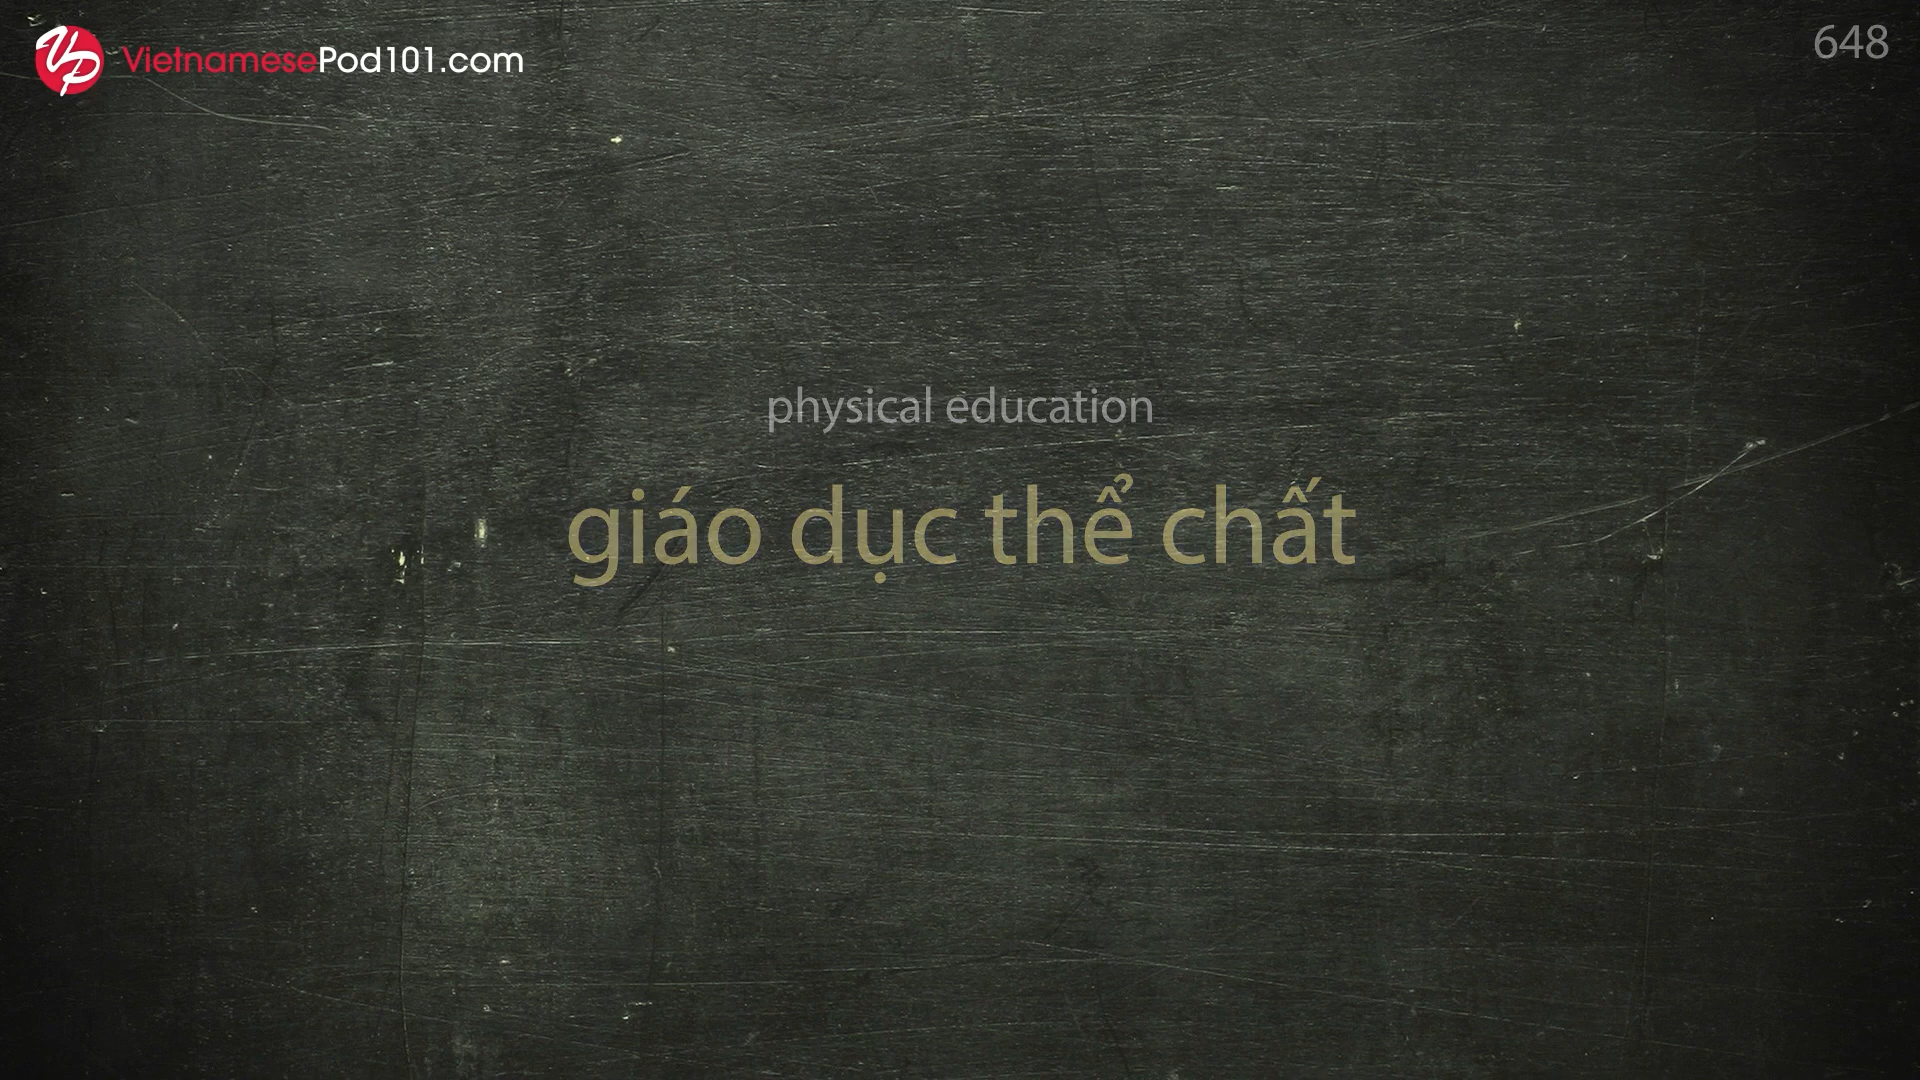 VietnamesePod101.com
648
physical education
giáo dục thể chất